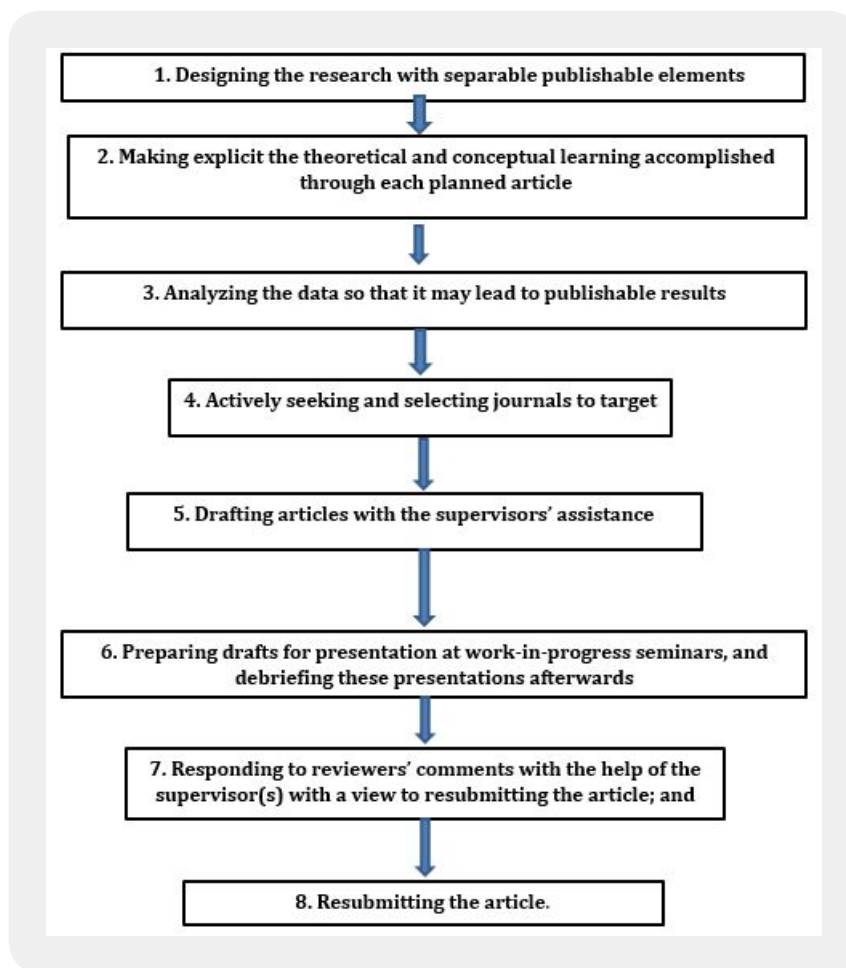 1. Designing the research with separable publishable elements
2. Making explicit the theoretical and conceptual learning accomplished
through each planned article
3. Analyzing the data so that it may lead to publishable results
4. Actively seeking and selecting journals to target
5. Drafting articles with the supervisors’ assistance
6. Preparing drafts for presentation at work-in-progress seminars, and
debriefing these presentations afterwards
7. Responding to reviewers’ comments with the help of the
supervisor(s) with a view to resubmitting the article; and
8. Resubmitting the article.